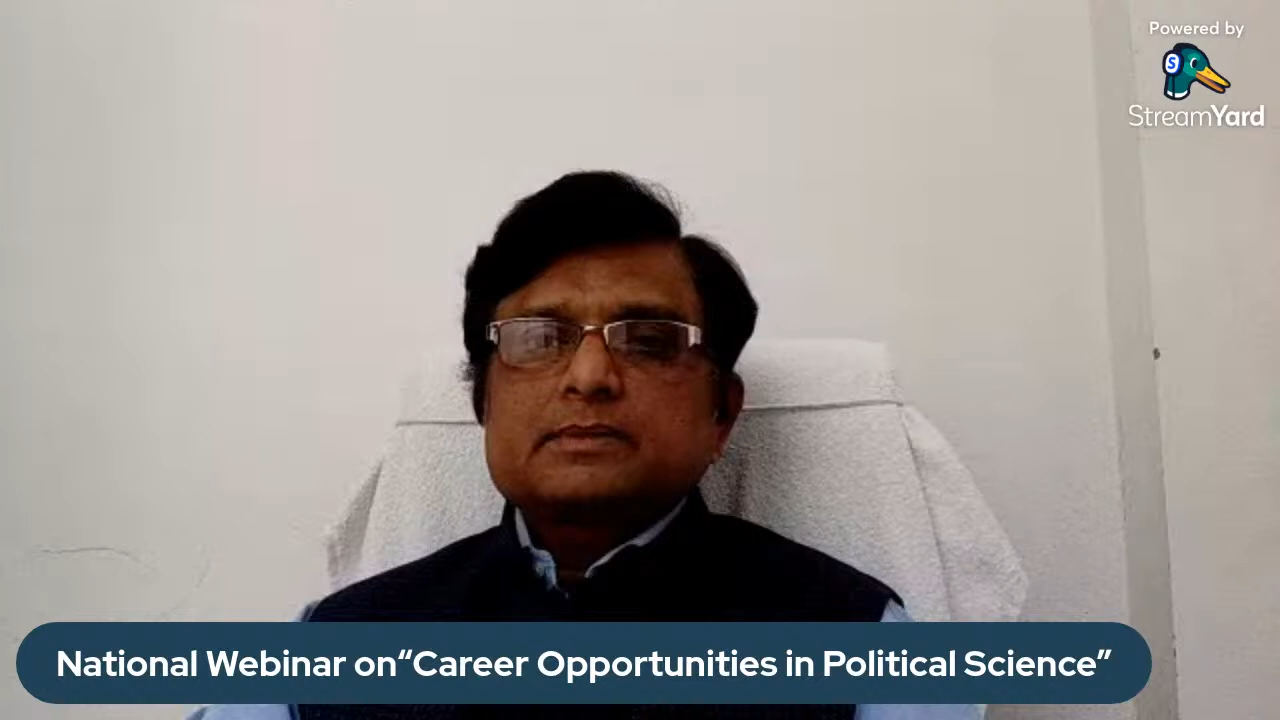 Powered by
S
StreamYard
National Webinar on“Career Opportunities in Political Science”